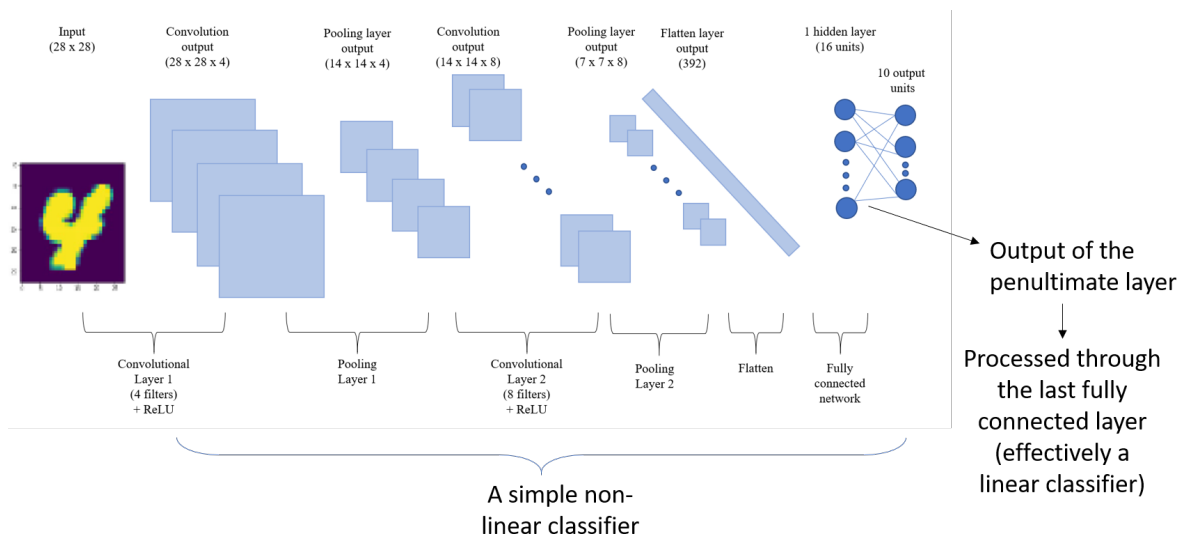 Input
(28 x 28)
Convolution
output
(28 x 28 x 4)
Pooling layer
output
(14 x 14 x 4)
Convolution
output
(14 x 14 x 8)
Pooling layer
output
(7 x 7 x 8)
Flatten layer
output
(392)
1 hidden layer
(16 units)
10 output
units
Output of the
penultimate layer
Processed through
the last fully
connected layer
(effectively a
linear classifier)
Convolutional
Layer 1
(4 filters)
+ ReLU
Pooling
Layer 1
Convolutional
Layer 2
(8 filters)
+ ReLU
Pooling
Layer 2
Flatten
Fully
connected
network
A simple non-
linear classifier